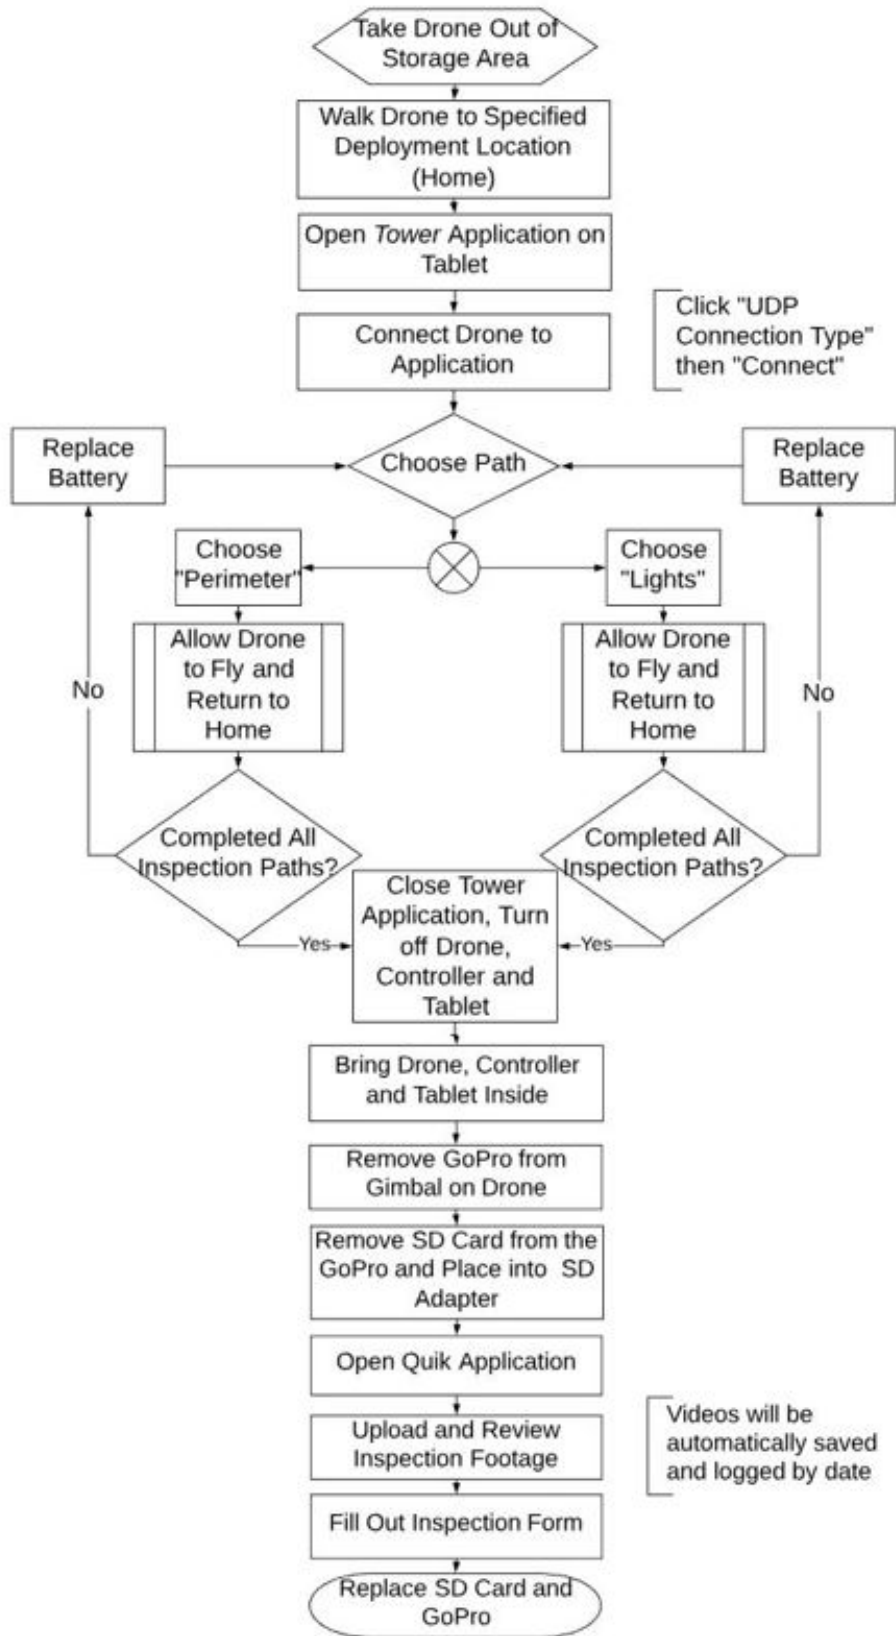 Take Drone Out of
Storage Area
Walk Drone to Specified
Deployment Location
(Home)
Open Tower Application on
Tablet
Connect Drone to
Application
Click "UDP
Connection Type"
then "Connect"
Replace
Battery
Choose Path
Replace
Battery
Choose
"Perimeter"
Choose
"Lights"
Allow Drone
to Fly and
Return to
Home
Allow Drone
to Fly and
Return to
Home
No
No
Completed All
Inspection Paths?
Completed All
Inspection Paths?
Yes
Yes
Close Tower
Application, Turn
off Drone,
Controller and
Tablet
Bring Drone, Controller
and Tablet Inside
Remove GoPro from
Gimbal on Drone
Remove SD Card from the
GoPro and Place into SD
Adapter
Open Quik Application
Upload and Review
Inspection Footage
Videos will be
automatically saved
and logged by date
Fill Out Inspection Form
Replace SD Card and
GoPro